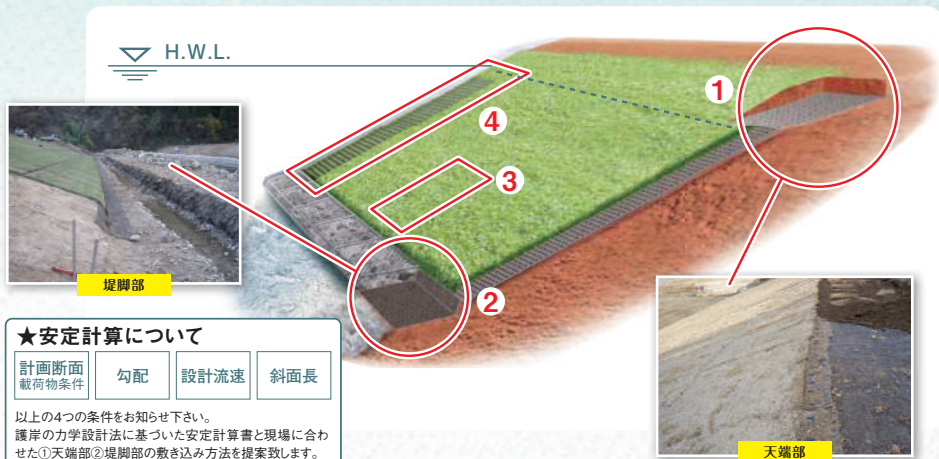 H.W.L.
①
④
③
②
堤脚部
★安定計算について
計画断面
載荷物条件
勾配
設計流速
斜面長
以上の4つの条件をお知らせ下さい。
護岸の力学設計法に基づいた安定計算書と現場に合わ
せた①天端部②堤脚部の敷き込み方法を提案致します。
天端部